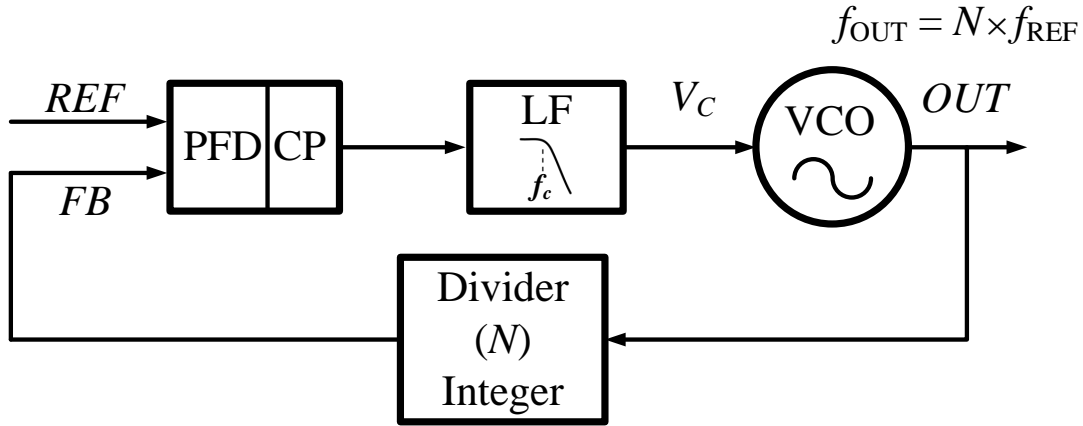 f_OUT = N×f_REF
REF
FB
PFD
CP
LF
f_c
V_C
VCO
OUT
Divider
(N)
Integer